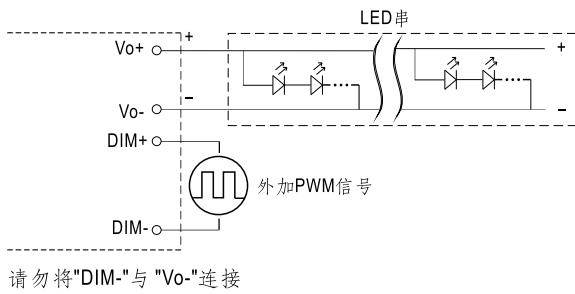 LED串
Vo+
+
+
Vo-
−
−
DIM+
外加PWM信号
DIM-
请勿将"DIM-"与 "Vo-"连接